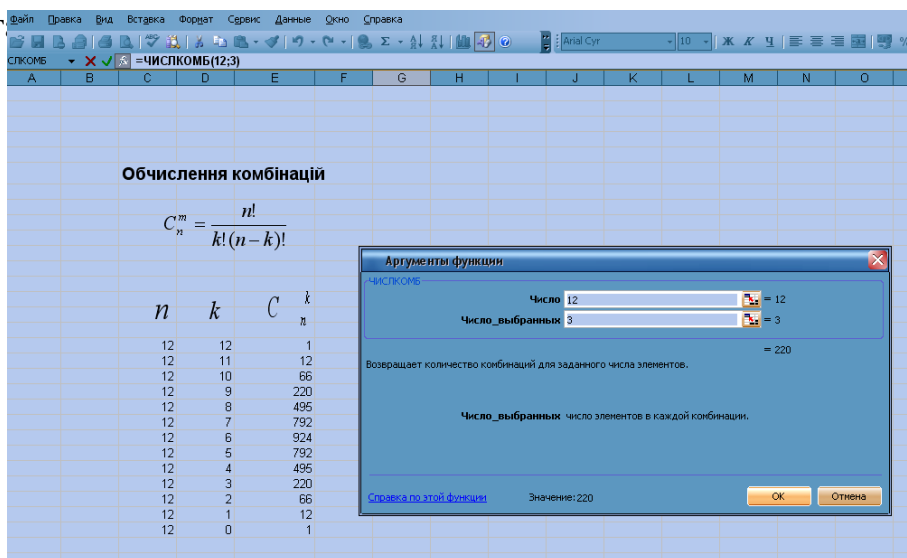 Файл Правка Вид Вставка Формат Сервис Данные Окно Справка
Arial Cyr 10 Ж К Ч
СЛКОМБ =ЧИСЛКОМБ(12;3)
A B C D E F G H I J K L M N O
Обчислення комбінацій
C_n^m = n! / k!(n−k)!
Аргументы функции
ЧИСЛКОМБ
Число 12 = 12
Число_выбранных 3 = 3
= 220
Возвращает количество комбинаций для заданного числа элементов.
Число_выбранных число элементов в каждой комбинации.
Справка по этой функции Значение:220 ОК Отмена
n k C_n^k
12 12 1
12 11 12
12 10 66
12 9 220
12 8 495
12 7 792
12 6 924
12 5 792
12 4 495
12 3 220
12 2 66
12 1 12
12 0 1